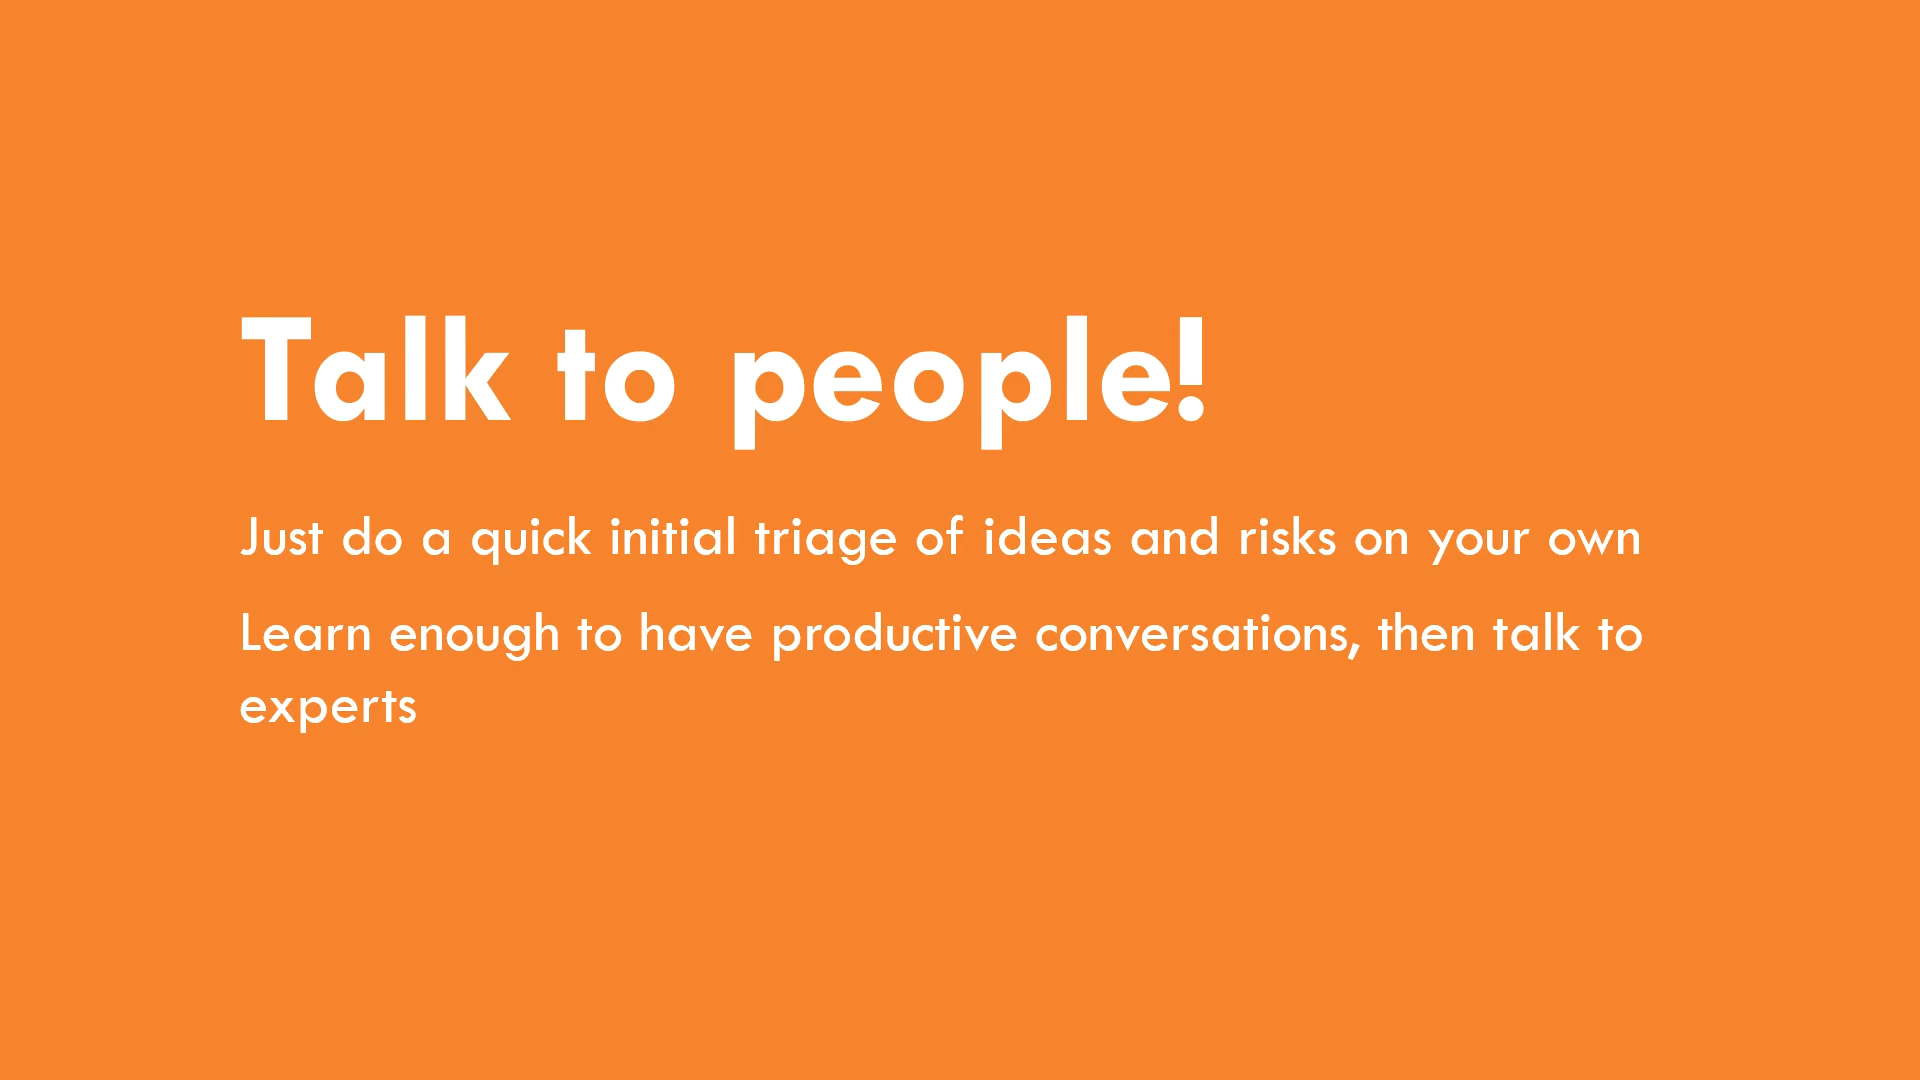 Talk to people!
Just do a quick initial triage of ideas and risks on your own
Learn enough to have productive conversations, then talk to
experts